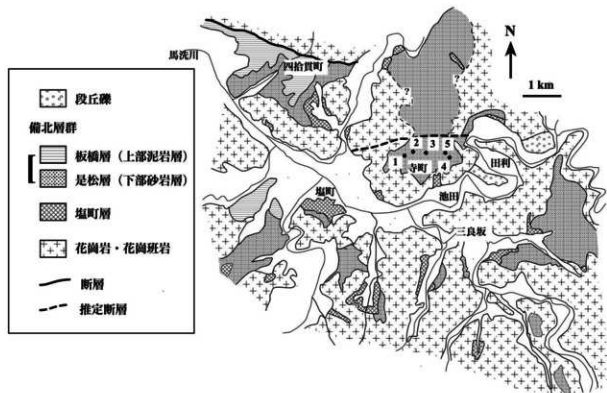 馬洗川
四拾貫町
N
1 km
段丘礫
備北層群
板橋層（上部泥岩層）
是松層（下部砂岩層）
塩町層
花崗岩・花崗斑岩
断層
推定断層
?
?
2
3
5
1
4
寺町
田利
池田
塩町
三良坂